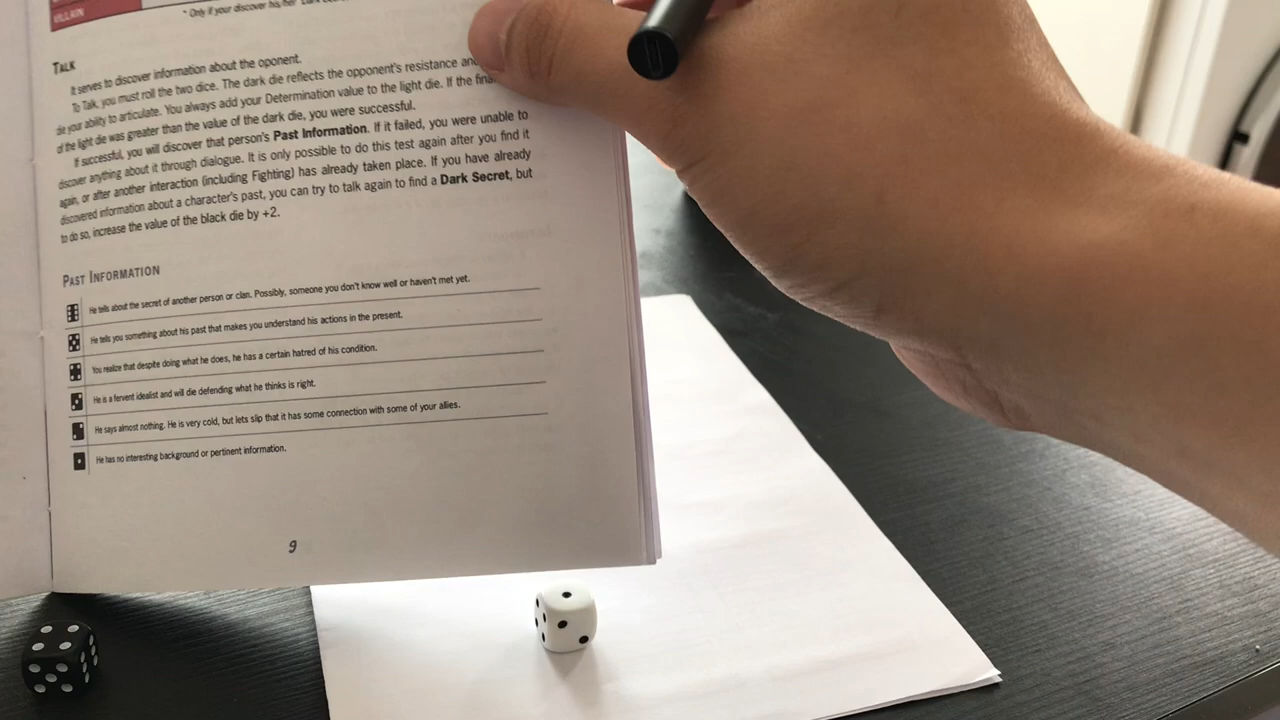 VILLAIN
* Only if your discover his/her Dark
TALK
It serves to discover information about the oponent.
To Talk, you must roll the two dice. The dark die reflects the opponent's resistance and
die your ability to articulate. You always add your Determination value to the light die. If the final
of the light die was greater than the value of the dark die, you were successful.
If successful, you will discover that person's Past Information. If it failed, you were unable to
discover anything about it through dialogue. It is only possible to do this test again after you find it
again, or after another interaction (including Fighting) has already taken place. If you have already
discovered information about a character's past, you can try to talk again to find a Dark Secret, but
to do so, increase the value of the black die by +2.
PAST INFORMATION
He tells about the secret of another person or clan. Possibly, someone you don't know well or haven't met yet.
He tells you something about his past that makes you understand his actions in the present.
You realize that despite doing what he does, he has a certain hatred of his condition.
He is a fervent idealist and will die defending what he thinks is right.
He says almost nothing. He is very cold, but lets slip that it has some connection with some of your allies.
He has no interesting background or pertinent information.
9